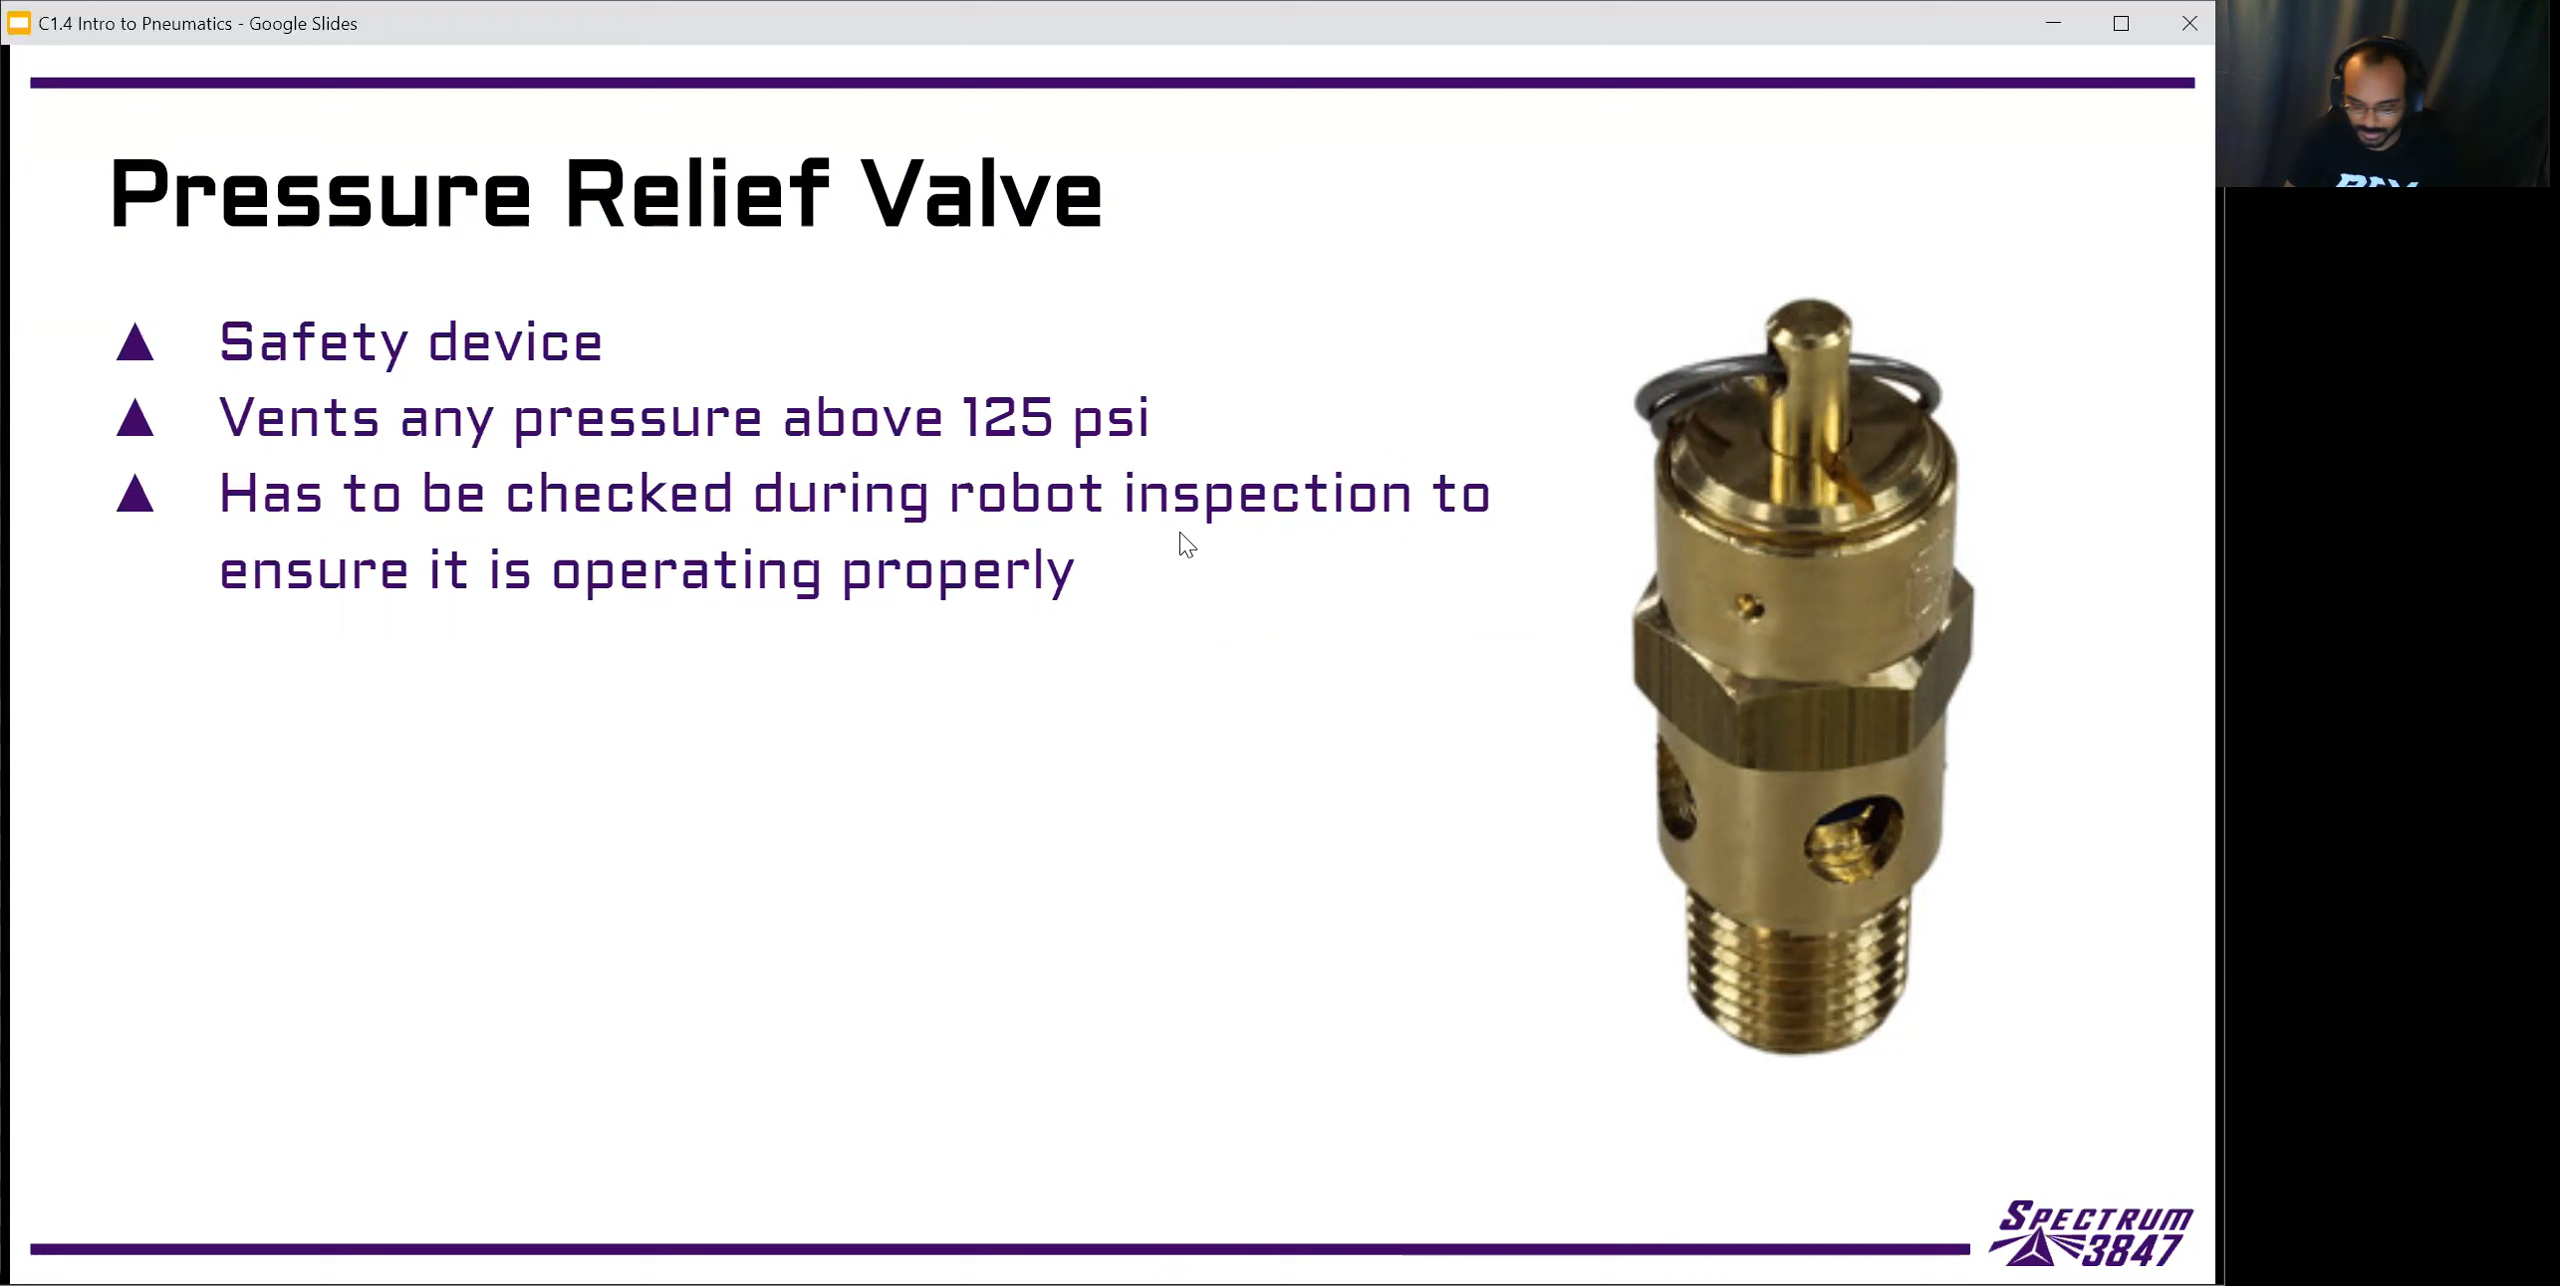 C1.4 Intro to Pneumatics - Google Slides
Pressure Relief Valve
▲ Safety device
▲ Vents any pressure above 125 psi
▲ Has to be checked during robot inspection to
ensure it is operating properly
SPECTRUM
3847